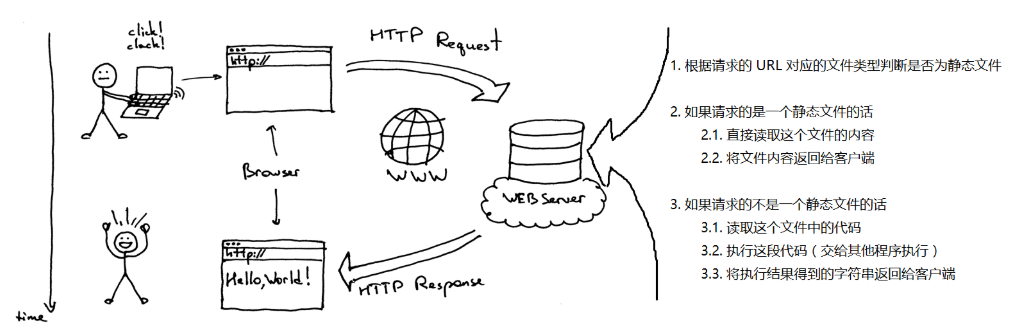 click!
clack!
http://
HTTP Request
WWW
Browser
WEB Server
http://
Hello, World!
HTTP Response
time
1. 根据请求的 URL 对应的文件类型判断是否为静态文件
2. 如果请求的是一个静态文件的话
2.1. 直接读取这个文件的内容
2.2. 将文件内容返回给客户端
3. 如果请求的不是一个静态文件的话
3.1. 读取这个文件中的代码
3.2. 执行这段代码（交给其他程序执行）
3.3. 将执行结果得到的字符串返回给客户端